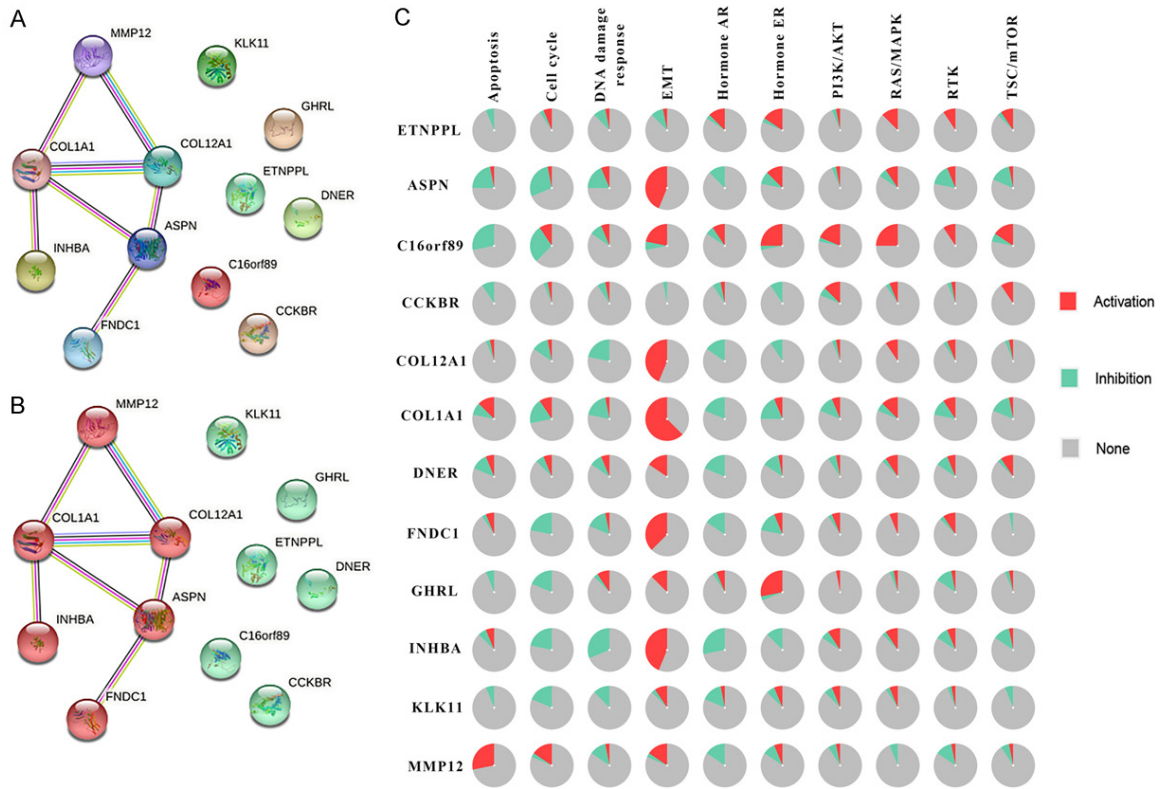 A
MMP12
KLK11
GHRL
COL1A1
COL12A1
ETNPPL
DNER
ASPN
INHBA
C16orf89
CCKBR
FNDC1
B
MMP12
KLK11
GHRL
COL1A1
COL12A1
ETNPPL
DNER
ASPN
INHBA
C16orf89
CCKBR
FNDC1
C
Apoptosis
Cell cycle
DNA damage
response
EMT
Hormone AR
Hormone ER
PI3K/AKT
RAS/MAPK
RTK
TSC/mTOR
ETNPPL
ASPN
C16orf89
CCKBR
COL12A1
COL1A1
DNER
FNDC1
GHRL
INHBA
KLK11
MMP12
Activation
Inhibition
None